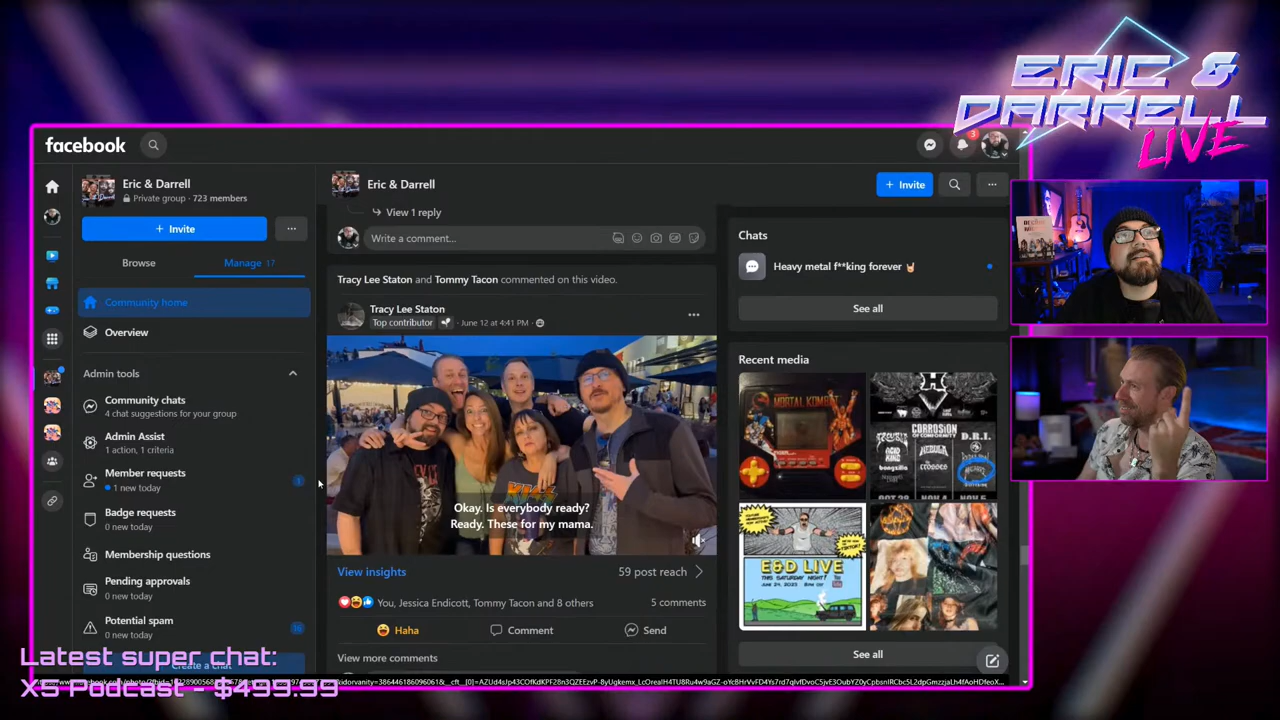 ERIC &
DARRELL
LIVE
facebook
3
Eric & Darrell
Private group · 723 members
+ Invite
...
Browse
Manage 17
Community home
Overview
Admin tools
Community chats
4 chat suggestions for your group
Admin Assist
1 action, 1 criteria
Member requests
1 new today
1
Badge requests
0 new today
Membership questions
Pending approvals
0 new today
Potential spam
0 new today
16
Create a chat
Eric & Darrell
+ Invite
...
View 1 reply
Write a comment...
Tracy Lee Staton and Tommy Tacon commented on this video.
Tracy Lee Staton
Top contributor
· June 12 at 4:41 PM ·
...
Okay. Is everybody ready?
Ready. These for my mama.
View insights
59 post reach
You, Jessica Endicott, Tommy Tacon and 8 others
5 comments
Haha
Comment
Send
View more comments
Chats
Heavy metal f**king forever
See all
Recent media
MORTAL KOMBAT
CORROSION
OF CONFORMITY
D.R.I.
ACID
KING
E&D LIVE
THIS SATURDAY NIGHT!
See all
Latest super chat:
X5 Podcast - $499.99